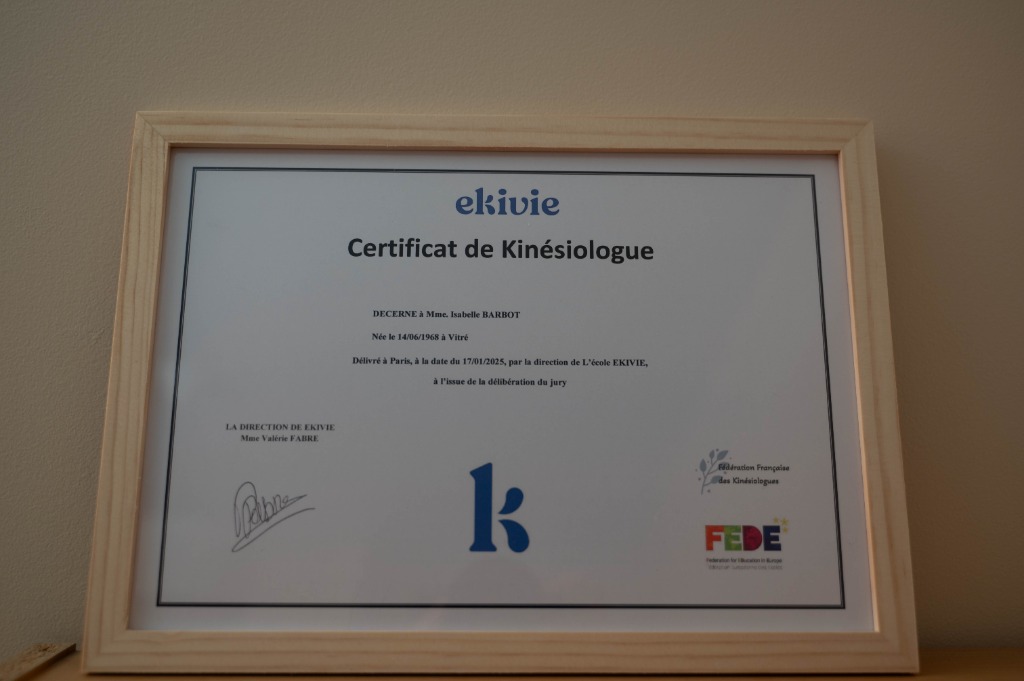 ekivie
Certificat de Kinésiologue
DECERNE à Mme. Isabelle BARBOT
Née le 14/06/1968 à Vitré
Délivré à Paris, à la date du 17/01/2025, par la direction de L'école EKIVIE,
à l'issue de la délibération du jury
LA DIRECTION DE EKIVIE
Mme Valérie FABRE
k
Fédération Française
des Kinésiologues
FEDE